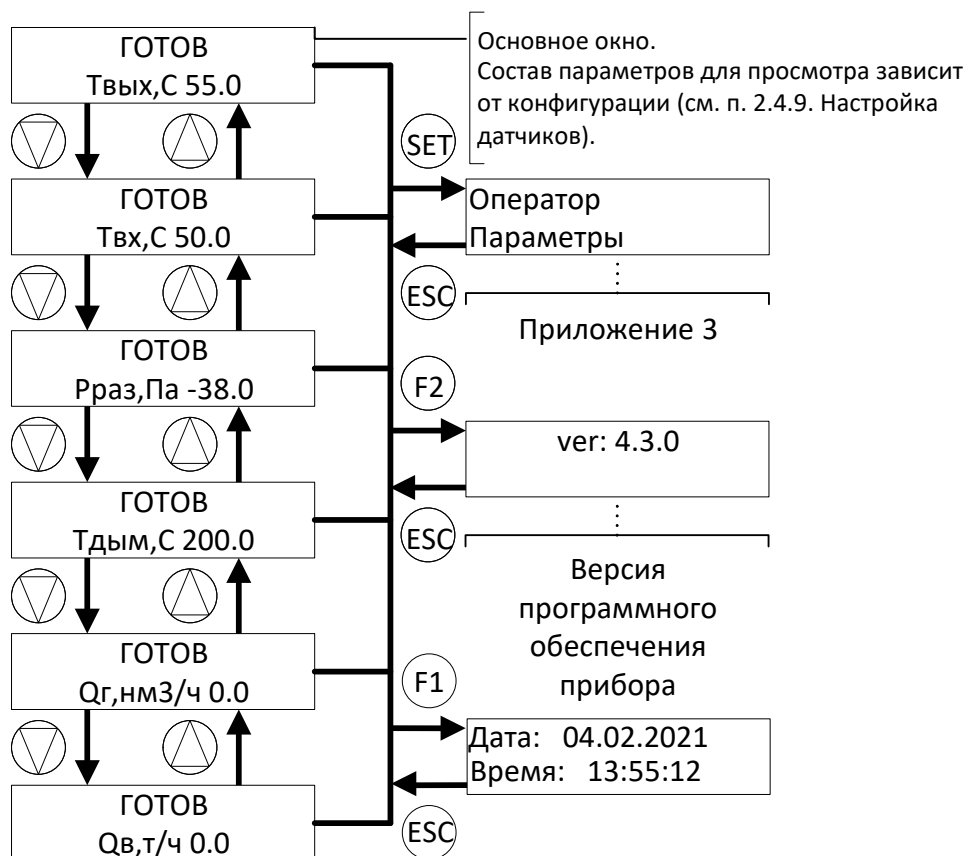 ГОТОВ
Твых,С 55.0
Основное окно.
Состав параметров для просмотра зависит
от конфигурации (см. п. 2.4.9. Настройка
датчиков).
SET
ГОТОВ
Твх,С 50.0
Оператор
Параметры
ESC
Приложение 3
ГОТОВ
Рраз,Па -38.0
F2
ver: 4.3.0
ГОТОВ
Тдым,С 200.0
ESC
Версия
программного
обеспечения
прибора
ГОТОВ
Qг,нм3/ч 0.0
F1
Дата: 04.02.2021
Время: 13:55:12
ГОТОВ
Qв,т/ч 0.0
ESC